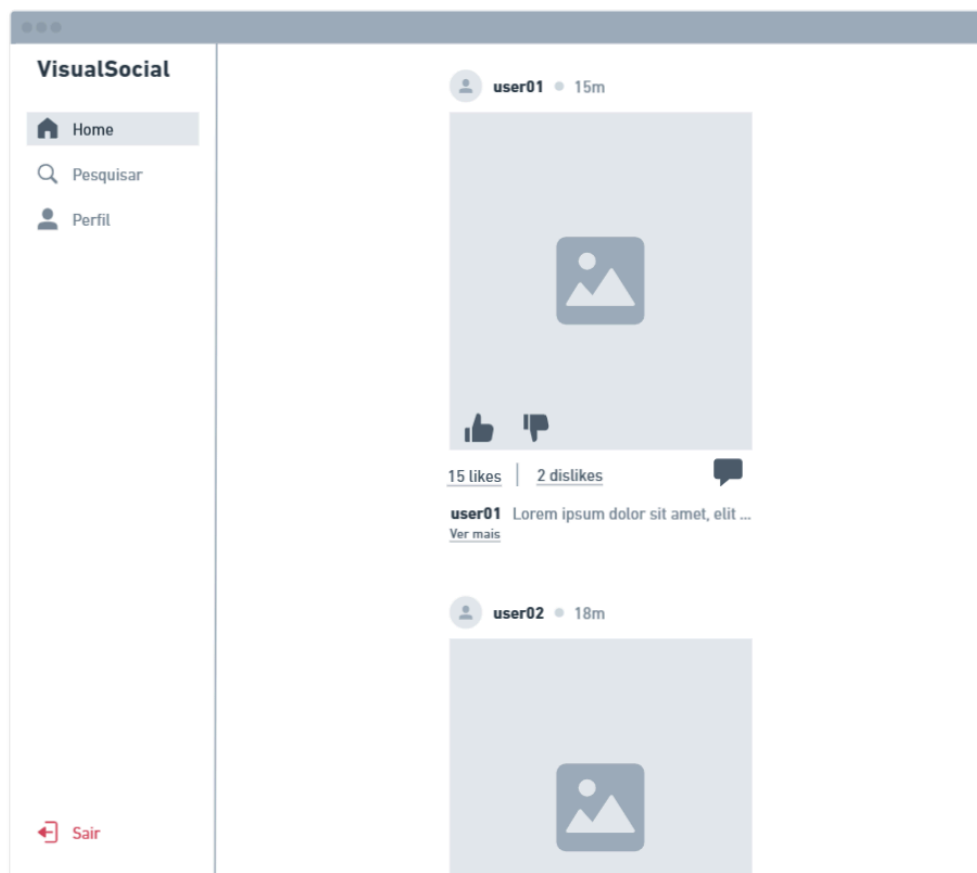 VisualSocial
Home
Pesquisar
Perfil
Sair
user01 15m
15 likes 2 dislikes
user01 Lorem ipsum dolor sit amet, elit ...
Ver mais
user02 18m